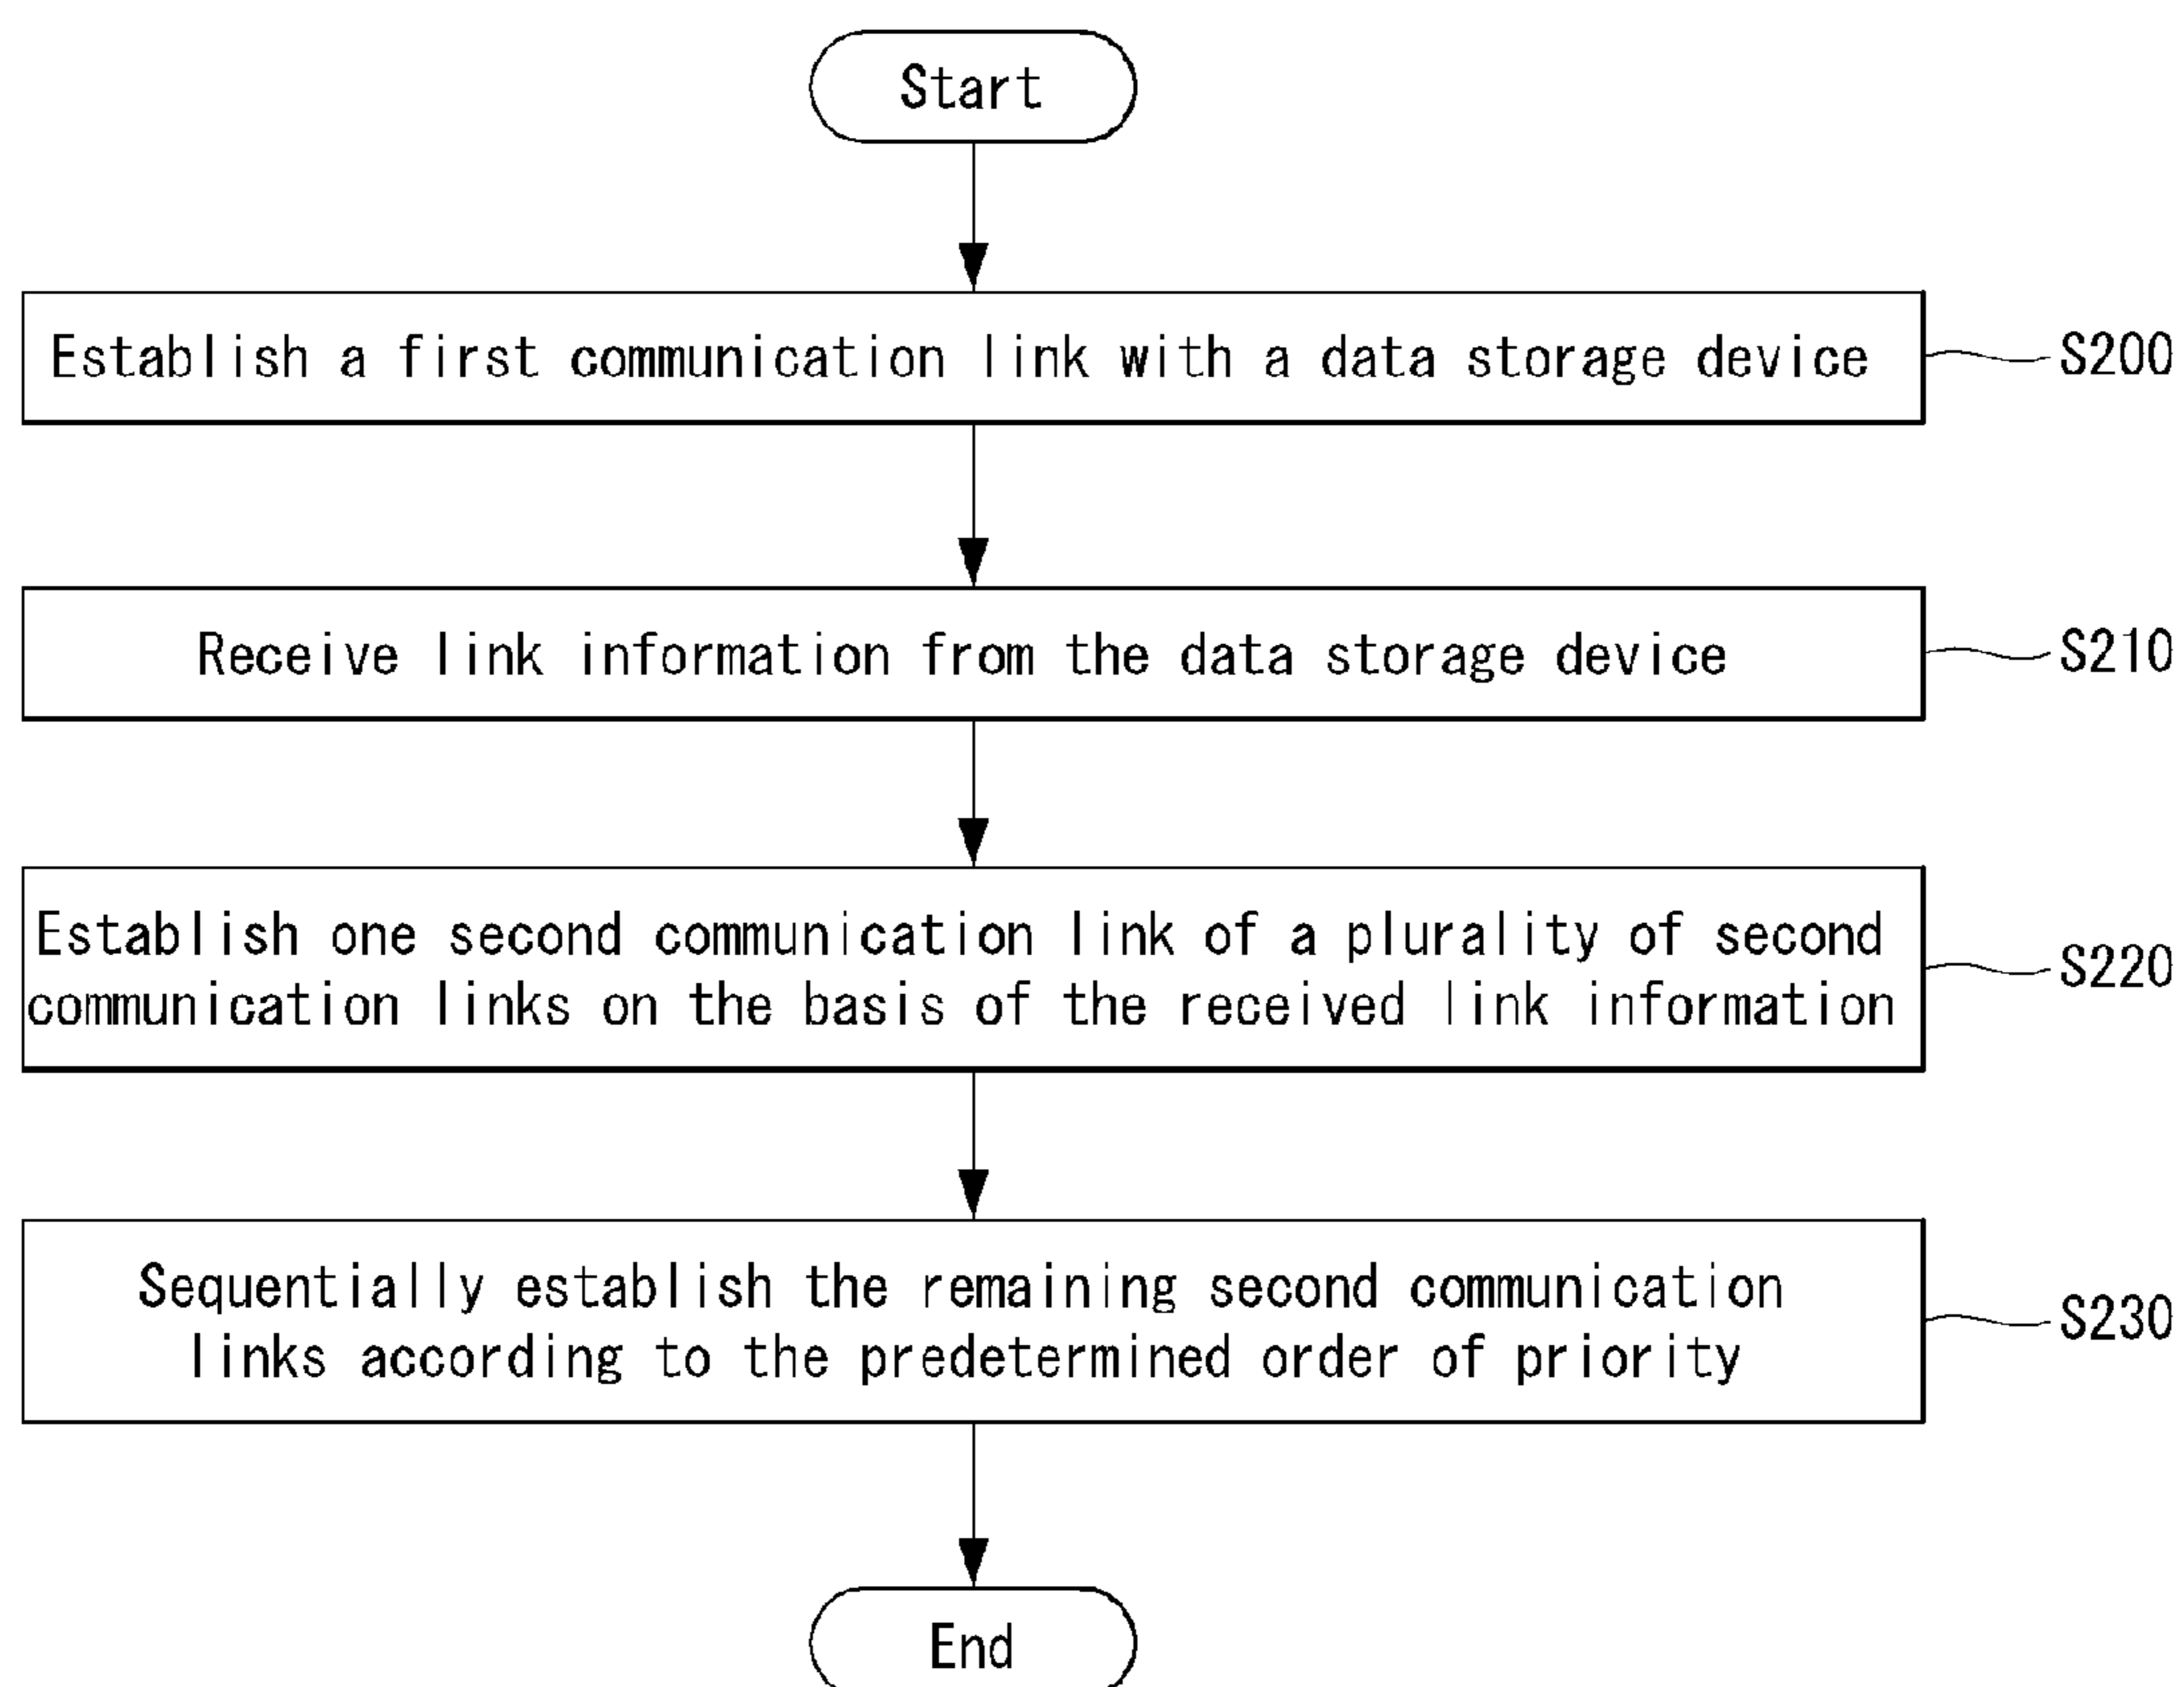 Start
Establish a first communication link with a data storage device
S200
Receive link information from the data storage device
S210
Establish one second communication link of a plurality of second
communication links on the basis of the received link information
S220
Sequentially establish the remaining second communication
links according to the predetermined order of priority
S230
End